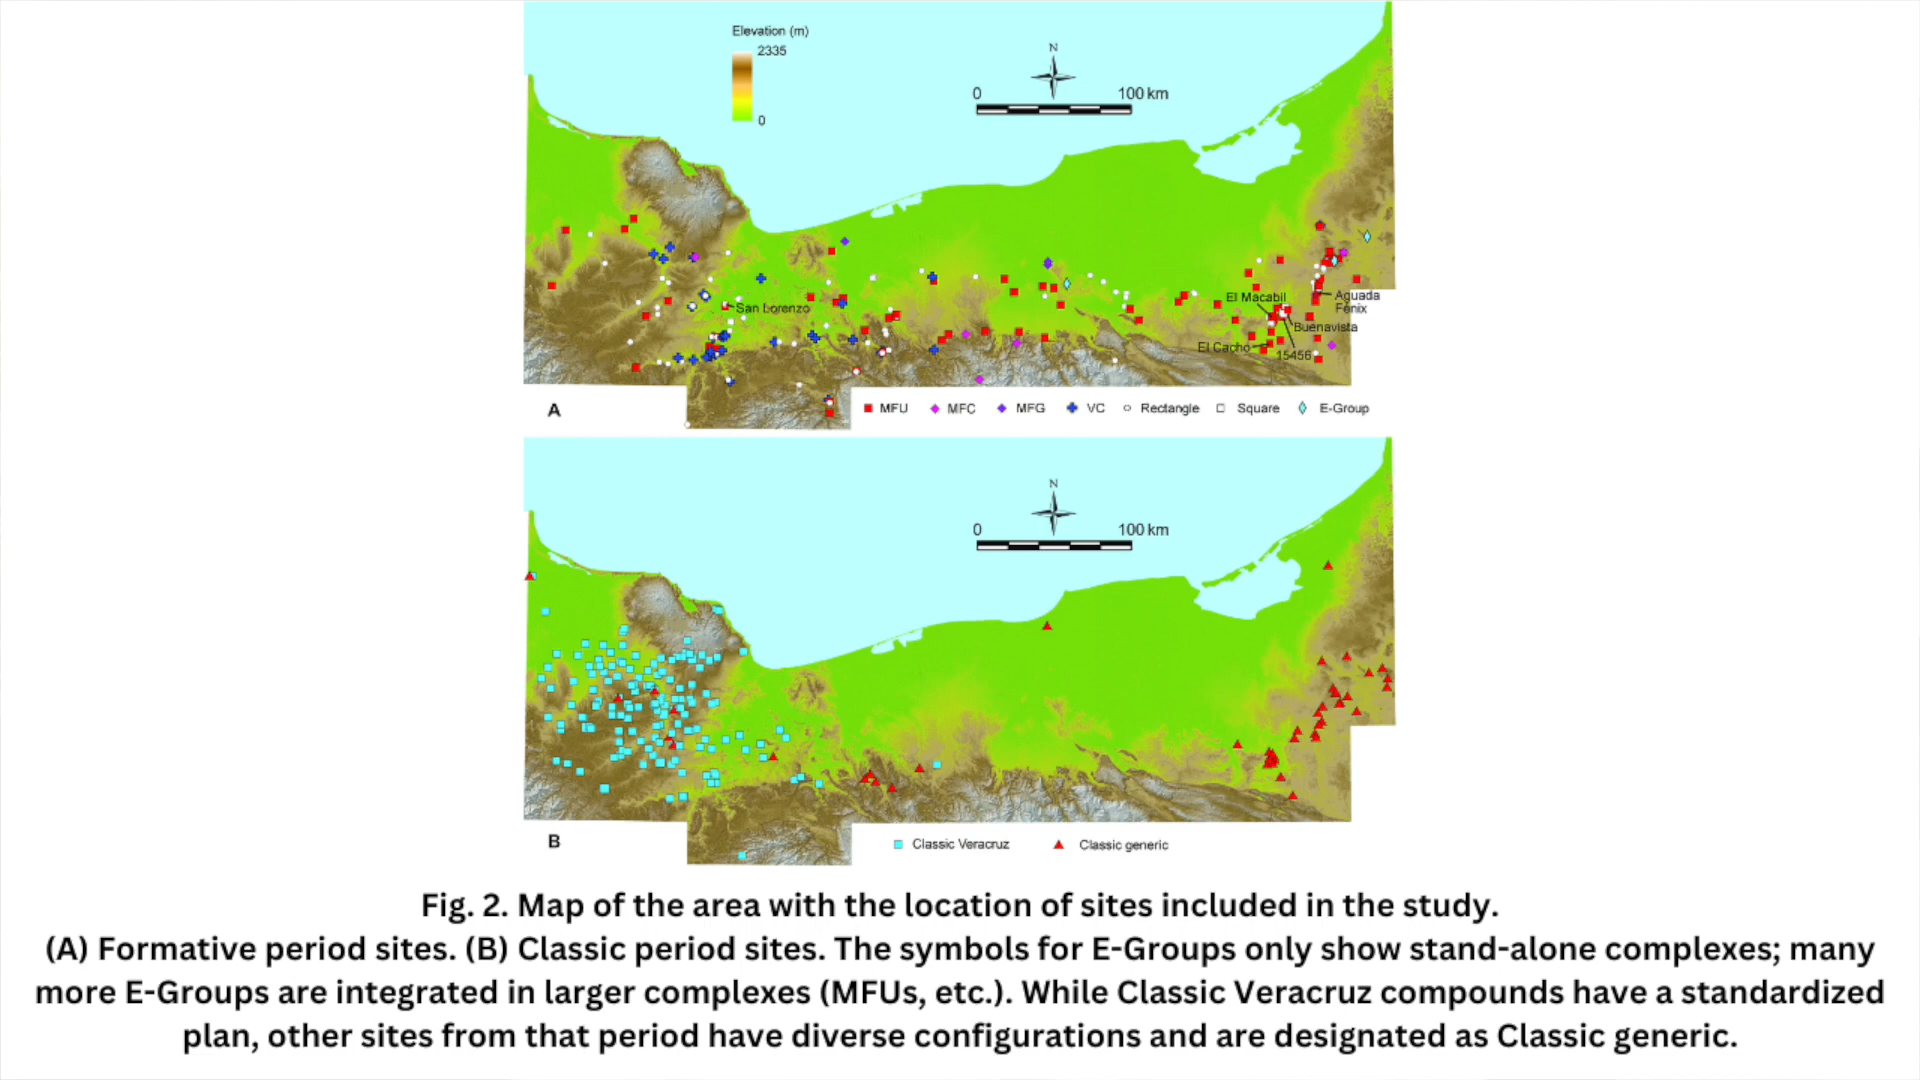 Elevation (m)
2335
0
N
0 100 km
San Lorenzo
El Macabil
Aguada
Fénix
Buenavista
El Cacho
15456
A
MFU MFC MFG VC Rectangle Square E-Group
N
0 100 km
B
Classic Veracruz Classic generic
Fig. 2. Map of the area with the location of sites included in the study.
(A) Formative period sites. (B) Classic period sites. The symbols for E-Groups only show stand-alone complexes; many
more E-Groups are integrated in larger complexes (MFUs, etc.). While Classic Veracruz compounds have a standardized
plan, other sites from that period have diverse configurations and are designated as Classic generic.